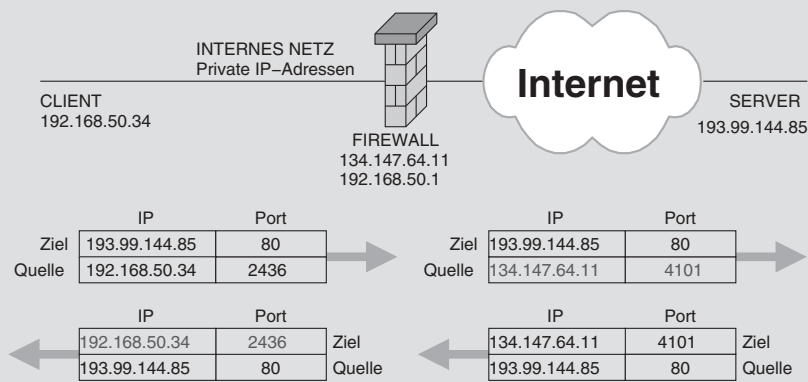 INTERNES NETZ
Private IP–Adressen
Internet
CLIENT
192.168.50.34
SERVER
193.99.144.85
FIREWALL
134.147.64.11
192.168.50.1
IP Port
Ziel 193.99.144.85 80
Quelle 192.168.50.34 2436
IP Port
Ziel 193.99.144.85 80
Quelle 134.147.64.11 4101
IP Port
192.168.50.34 2436 Ziel
193.99.144.85 80 Quelle
IP Port
134.147.64.11 4101 Ziel
193.99.144.85 80 Quelle